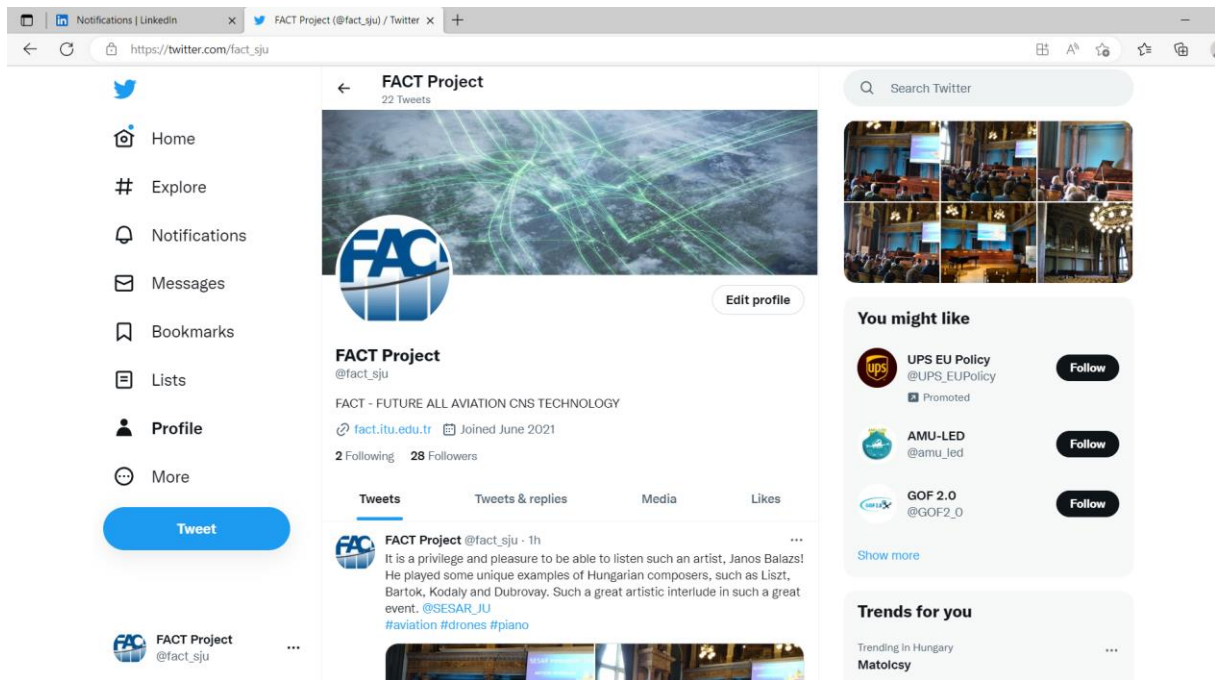 Notifications | LinkedIn
FACT Project (@fact_sju) / Twitter
https://twitter.com/fact_sju
Home
Explore
Notifications
Messages
Bookmarks
Lists
Profile
More
Tweet
FACT Project
@fact_sju
FACT Project
22 Tweets
FAC
Edit profile
FACT Project
@fact_sju
FACT - FUTURE ALL AVIATION CNS TECHNOLOGY
fact.itu.edu.tr Joined June 2021
2 Following 28 Followers
Tweets Tweets & replies Media Likes
FAC
FACT Project @fact_sju · 1h
It is a privilege and pleasure to be able to listen such an artist, Janos Balazs!
He played some unique examples of Hungarian composers, such as Liszt,
Bartok, Kodaly and Dubrovay. Such a great artistic interlude in such a great
event. @SESAR_JU
#aviation #drones #piano
Search Twitter
You might like
ups
UPS EU Policy
@UPS_EUPolicy
Promoted
Follow
AMU-LED
@amu_led
Follow
GOF 2.0
@GOF2_0
Follow
Show more
Trends for you
Trending in Hungary
Matolcsy